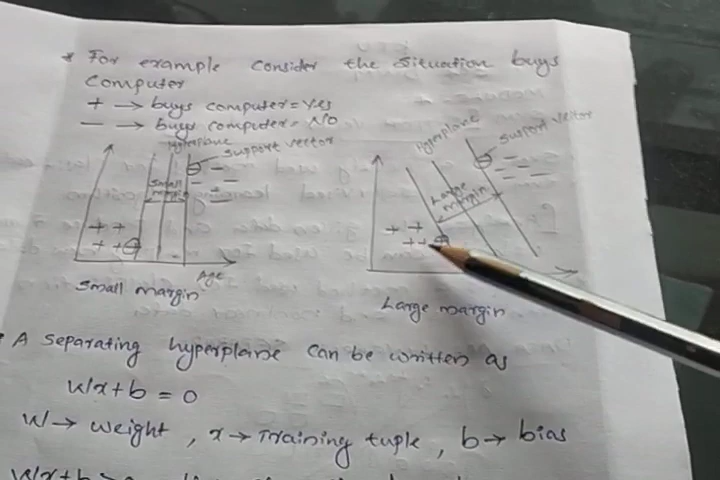 * For example consider the situation buys
computer
+ → buys computer=Yes
− → buys computer= NO
Hyperplane
support vector
Small
margin
Age
Small margin
Hyperplane
support vector
Large
margin
Large margin
* A separating hyperplane can be written as
Wx+b=0
W→ weight, x→ Training tuple, b→ bias